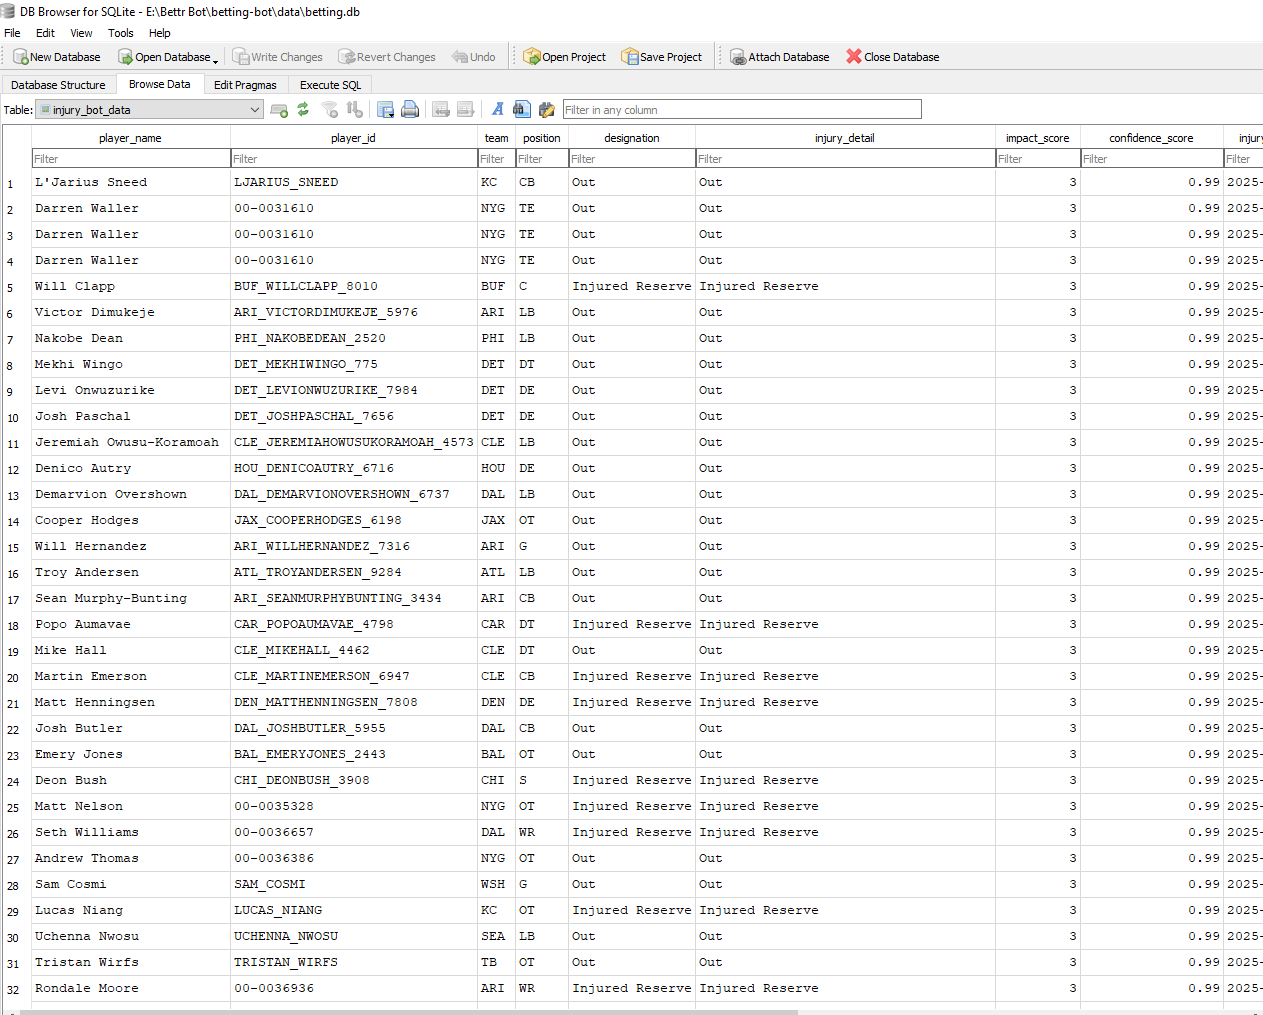 DB Browser for SQLite - E:\Bettr Bot\betting-bot\data\betting.db
File Edit View Tools Help
New Database Open Database Write Changes Revert Changes Undo Open Project Save Project Attach Database Close Database
Database Structure Browse Data Edit Pragmas Execute SQL
Table: injury_bot_data Filter in any column
player_name player_id team position designation injury_detail impact_score confidence_score injury
Filter Filter Filter Filter Filter Filter Filter Filter Filter
1 L'Jarius Sneed LJARIUS_SNEED KC CB Out Out 3 0.99 2025-
2 Darren Waller 00-0031610 NYG TE Out Out 3 0.99 2025-
3 Darren Waller 00-0031610 NYG TE Out Out 3 0.99 2025-
4 Darren Waller 00-0031610 NYG TE Out Out 3 0.99 2025-
5 Will Clapp BUF_WILLCLAPP_8010 BUF C Injured Reserve Injured Reserve 3 0.99 2025-
6 Victor Dimukeje ARI_VICTORDIMUKEJE_5976 ARI LB Out Out 3 0.99 2025-
7 Nakobe Dean PHI_NAKOBEDEAN_2520 PHI LB Out Out 3 0.99 2025-
8 Mekhi Wingo DET_MEKHIWINGO_775 DET DT Out Out 3 0.99 2025-
9 Levi Onwuzurike DET_LEVIONWUZURIKE_7984 DET DE Out Out 3 0.99 2025-
10 Josh Paschal DET_JOSHPASCHAL_7656 DET DE Out Out 3 0.99 2025-
11 Jeremiah Owusu-Koramoah CLE_JEREMIAHOWUSUKORAMOAH_4573 CLE LB Out Out 3 0.99 2025-
12 Denico Autry HOU_DENICOAUTRY_6716 HOU DE Out Out 3 0.99 2025-
13 Demarvion Overshown DAL_DEMARVIONOVERSHOWN_6737 DAL LB Out Out 3 0.99 2025-
14 Cooper Hodges JAX_COOPERHODGES_6198 JAX OT Out Out 3 0.99 2025-
15 Will Hernandez ARI_WILLHERNANDEZ_7316 ARI G Out Out 3 0.99 2025-
16 Troy Andersen ATL_TROYANDERSEN_9284 ATL LB Out Out 3 0.99 2025-
17 Sean Murphy-Bunting ARI_SEANMURPHYBUNTING_3434 ARI CB Out Out 3 0.99 2025-
18 Popo Aumavae CAR_POPOAUMAVAE_4798 CAR DT Injured Reserve Injured Reserve 3 0.99 2025-
19 Mike Hall CLE_MIKEHALL_4462 CLE DT Out Out 3 0.99 2025-
20 Martin Emerson CLE_MARTINEMERSON_6947 CLE CB Injured Reserve Injured Reserve 3 0.99 2025-
21 Matt Henningsen DEN_MATTHENNINGSEN_7808 DEN DE Injured Reserve Injured Reserve 3 0.99 2025-
22 Josh Butler DAL_JOSHBUTLER_5955 DAL CB Out Out 3 0.99 2025-
23 Emery Jones BAL_EMERYJONES_2443 BAL OT Out Out 3 0.99 2025-
24 Deon Bush CHI_DEONBUSH_3908 CHI S Injured Reserve Injured Reserve 3 0.99 2025-
25 Matt Nelson 00-0035328 NYG OT Injured Reserve Injured Reserve 3 0.99 2025-
26 Seth Williams 00-0036657 DAL WR Injured Reserve Injured Reserve 3 0.99 2025-
27 Andrew Thomas 00-0036386 NYG OT Out Out 3 0.99 2025-
28 Sam Cosmi SAM_COSMI WSH G Out Out 3 0.99 2025-
29 Lucas Niang LUCAS_NIANG KC OT Injured Reserve Injured Reserve 3 0.99 2025-
30 Uchenna Nwosu UCHENNA_NWOSU SEA LB Out Out 3 0.99 2025-
31 Tristan Wirfs TRISTAN_WIRFS TB OT Out Out 3 0.99 2025-
32 Rondale Moore 00-0036936 ARI WR Injured Reserve Injured Reserve 3 0.99 2025-